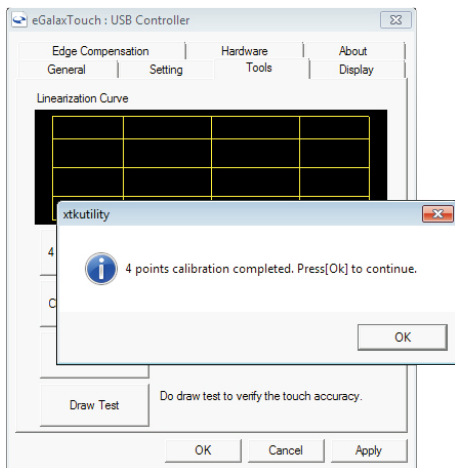 eGalaxTouch : USB Controller
Edge Compensation Hardware About
General Setting Tools Display
Linearization Curve
xtkutility
4 points calibration completed. Press[Ok] to continue.
OK
4
C
Draw Test Do draw test to verify the touch accuracy.
OK Cancel Apply